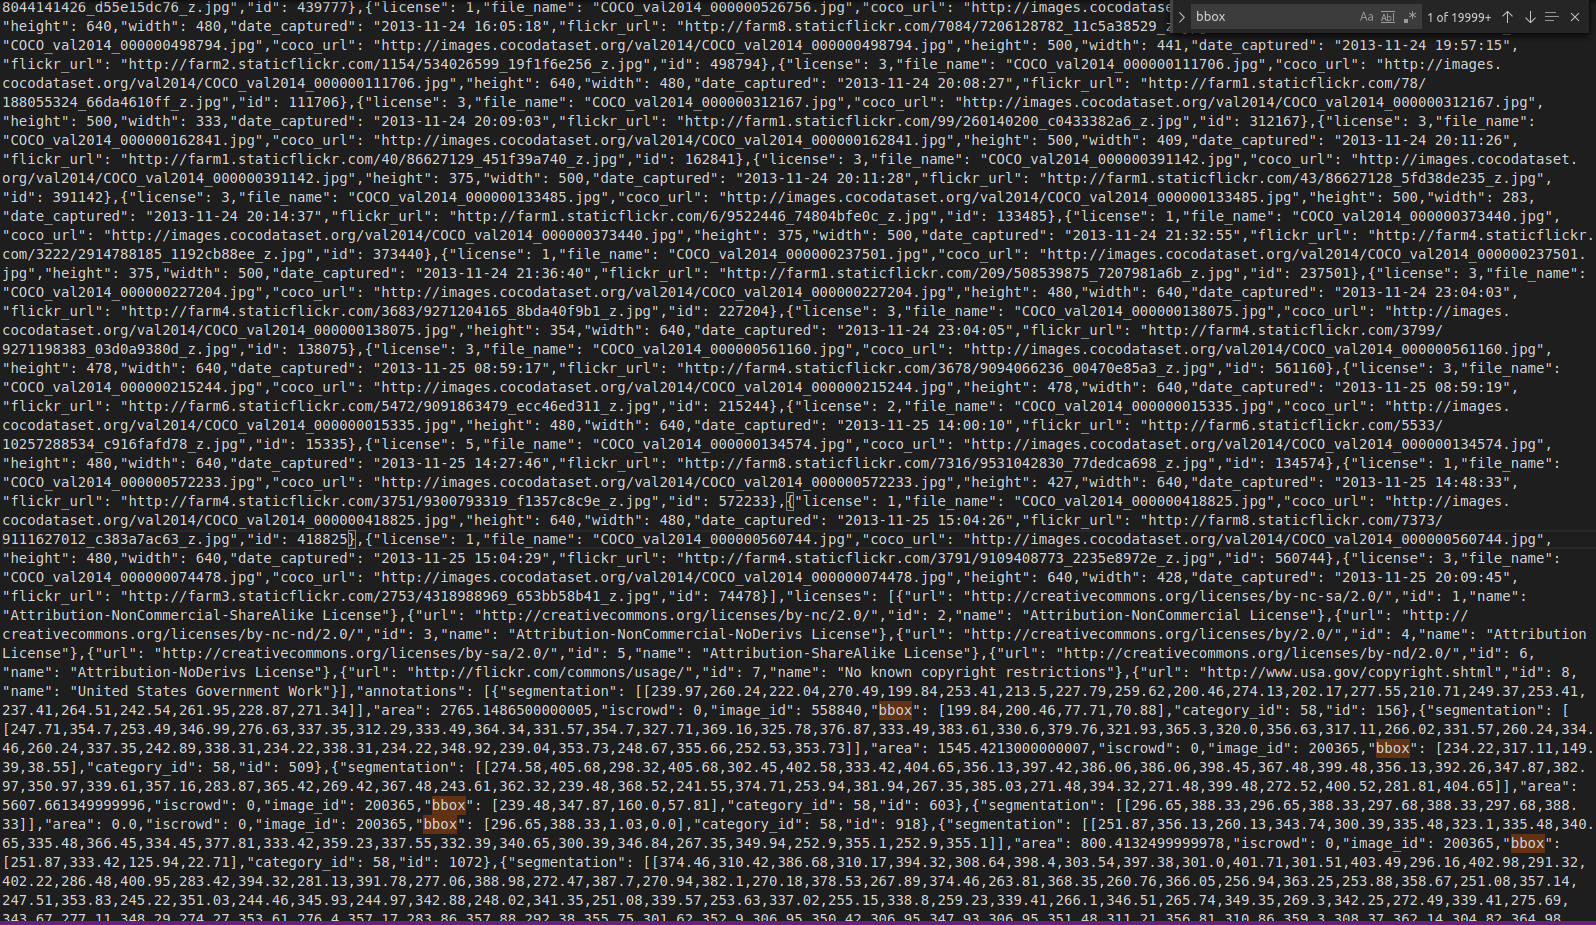 8044141426_d55e15dc76_z.jpg","id": 439777},{"license": 1,"file_name": "COCO_val2014_000000526756.jpg","coco_url": "http://images.cocodataset
bbox
Aa Abl .* 1 of 19999+
"height": 640,"width": 480,"date_captured": "2013-11-24 16:05:18","flickr_url": "http://farm8.staticflickr.com/7084/7206128782_11c5a38529_z
"COCO_val2014_000000498794.jpg","coco_url": "http://images.cocodataset.org/val2014/COCO_val2014_000000498794.jpg","height": 500,"width": 441,"date_captured": "2013-11-24 19:57:15",
"flickr_url": "http://farm2.staticflickr.com/1154/534026599_19f1f6e256_z.jpg","id": 498794},{"license": 3,"file_name": "COCO_val2014_000000111706.jpg","coco_url": "http://images.
cocodataset.org/val2014/COCO_val2014_000000111706.jpg","height": 640,"width": 480,"date_captured": "2013-11-24 20:08:27","flickr_url": "http://farm1.staticflickr.com/78/
188055324_66da4610ff_z.jpg","id": 111706},{"license": 3,"file_name": "COCO_val2014_000000312167.jpg","coco_url": "http://images.cocodataset.org/val2014/COCO_val2014_000000312167.jpg",
"height": 500,"width": 333,"date_captured": "2013-11-24 20:09:03","flickr_url": "http://farm1.staticflickr.com/99/260140200_c0433382a6_z.jpg","id": 312167},{"license": 3,"file_name":
"COCO_val2014_000000162841.jpg","coco_url": "http://images.cocodataset.org/val2014/COCO_val2014_000000162841.jpg","height": 500,"width": 409,"date_captured": "2013-11-24 20:11:26",
"flickr_url": "http://farm1.staticflickr.com/40/86627129_451f39a740_z.jpg","id": 162841},{"license": 3,"file_name": "COCO_val2014_000000391142.jpg","coco_url": "http://images.cocodataset.
org/val2014/COCO_val2014_000000391142.jpg","height": 375,"width": 500,"date_captured": "2013-11-24 20:11:28","flickr_url": "http://farm1.staticflickr.com/43/86627128_5fd38de235_z.jpg",
"id": 391142},{"license": 3,"file_name": "COCO_val2014_000000133485.jpg","coco_url": "http://images.cocodataset.org/val2014/COCO_val2014_000000133485.jpg","height": 500,"width": 283,
"date_captured": "2013-11-24 20:14:37","flickr_url": "http://farm1.staticflickr.com/6/9522446_74804bfe0c_z.jpg","id": 133485},{"license": 1,"file_name": "COCO_val2014_000000373440.jpg",
"coco_url": "http://images.cocodataset.org/val2014/COCO_val2014_000000373440.jpg","height": 375,"width": 500,"date_captured": "2013-11-24 21:32:55","flickr_url": "http://farm4.staticflickr.
com/3222/2914788185_1192cb88ee_z.jpg","id": 373440},{"license": 1,"file_name": "COCO_val2014_000000237501.jpg","coco_url": "http://images.cocodataset.org/val2014/COCO_val2014_000000237501.
jpg","height": 375,"width": 500,"date_captured": "2013-11-24 21:36:40","flickr_url": "http://farm1.staticflickr.com/209/508539875_7207981a6b_z.jpg","id": 237501},{"license": 3,"file_name":
"COCO_val2014_000000227204.jpg","coco_url": "http://images.cocodataset.org/val2014/COCO_val2014_000000227204.jpg","height": 480,"width": 640,"date_captured": "2013-11-24 23:04:03",
"flickr_url": "http://farm4.staticflickr.com/3683/9271204165_8bda40f9b1_z.jpg","id": 227204},{"license": 3,"file_name": "COCO_val2014_000000138075.jpg","coco_url": "http://images.
cocodataset.org/val2014/COCO_val2014_000000138075.jpg","height": 354,"width": 640,"date_captured": "2013-11-24 23:04:05","flickr_url": "http://farm4.staticflickr.com/3799/
9271198383_03d0a9380d_z.jpg","id": 138075},{"license": 3,"file_name": "COCO_val2014_000000561160.jpg","coco_url": "http://images.cocodataset.org/val2014/COCO_val2014_000000561160.jpg",
"height": 478,"width": 640,"date_captured": "2013-11-25 08:59:17","flickr_url": "http://farm4.staticflickr.com/3678/9094066236_00470e85a3_z.jpg","id": 561160},{"license": 3,"file_name":
"COCO_val2014_000000215244.jpg","coco_url": "http://images.cocodataset.org/val2014/COCO_val2014_000000215244.jpg","height": 478,"width": 640,"date_captured": "2013-11-25 08:59:19",
"flickr_url": "http://farm6.staticflickr.com/5472/9091863479_ecc46ed311_z.jpg","id": 215244},{"license": 2,"file_name": "COCO_val2014_000000015335.jpg","coco_url": "http://images.
cocodataset.org/val2014/COCO_val2014_000000015335.jpg","height": 480,"width": 640,"date_captured": "2013-11-25 14:00:10","flickr_url": "http://farm6.staticflickr.com/5533/
10257288534_c916fafd78_z.jpg","id": 15335},{"license": 5,"file_name": "COCO_val2014_000000134574.jpg","coco_url": "http://images.cocodataset.org/val2014/COCO_val2014_000000134574.jpg",
"height": 480,"width": 640,"date_captured": "2013-11-25 14:27:46","flickr_url": "http://farm8.staticflickr.com/7316/9531042830_77dedca698_z.jpg","id": 134574},{"license": 1,"file_name":
"COCO_val2014_000000572233.jpg","coco_url": "http://images.cocodataset.org/val2014/COCO_val2014_000000572233.jpg","height": 427,"width": 640,"date_captured": "2013-11-25 14:48:33",
"flickr_url": "http://farm4.staticflickr.com/3751/9300793319_f1357c8c9e_z.jpg","id": 572233},{"license": 1,"file_name": "COCO_val2014_000000418825.jpg","coco_url": "http://images.
cocodataset.org/val2014/COCO_val2014_000000418825.jpg","height": 640,"width": 480,"date_captured": "2013-11-25 15:04:26","flickr_url": "http://farm8.staticflickr.com/7373/
9111627012_c383a7ac63_z.jpg","id": 418825},{"license": 1,"file_name": "COCO_val2014_000000560744.jpg","coco_url": "http://images.cocodataset.org/val2014/COCO_val2014_000000560744.jpg",
"height": 480,"width": 640,"date_captured": "2013-11-25 15:04:29","flickr_url": "http://farm4.staticflickr.com/3791/9109408773_2235e8972e_z.jpg","id": 560744},{"license": 3,"file_name":
"COCO_val2014_000000074478.jpg","coco_url": "http://images.cocodataset.org/val2014/COCO_val2014_000000074478.jpg","height": 640,"width": 428,"date_captured": "2013-11-25 20:09:45",
"flickr_url": "http://farm3.staticflickr.com/2753/4318988969_653bb58b41_z.jpg","id": 74478}],"licenses": [{"url": "http://creativecommons.org/licenses/by-nc-sa/2.0/","id": 1,"name":
"Attribution-NonCommercial-ShareAlike License"},{"url": "http://creativecommons.org/licenses/by-nc/2.0/","id": 2,"name": "Attribution-NonCommercial License"},{"url": "http://
creativecommons.org/licenses/by-nc-nd/2.0/","id": 3,"name": "Attribution-NonCommercial-NoDerivs License"},{"url": "http://creativecommons.org/licenses/by/2.0/","id": 4,"name": "Attribution
License"},{"url": "http://creativecommons.org/licenses/by-sa/2.0/","id": 5,"name": "Attribution-ShareAlike License"},{"url": "http://creativecommons.org/licenses/by-nd/2.0/","id": 6,
"name": "Attribution-NoDerivs License"},{"url": "http://flickr.com/commons/usage/","id": 7,"name": "No known copyright restrictions"},{"url": "http://www.usa.gov/copyright.shtml","id": 8,
"name": "United States Government Work"}],"annotations": [{"segmentation": [[239.97,260.24,222.04,270.49,199.84,253.41,213.5,227.79,259.62,200.46,274.13,202.17,277.55,210.71,249.37,253.41,
237.41,264.51,242.54,261.95,228.87,271.34]],"area": 2765.1486500000005,"iscrowd": 0,"image_id": 558840,"bbox": [199.84,200.46,77.71,70.88],"category_id": 58,"id": 156},{"segmentation": [
[247.71,354.7,253.49,346.99,276.63,337.35,312.29,333.49,364.34,331.57,354.7,327.71,369.16,325.78,376.87,333.49,383.61,330.6,379.76,321.93,365.3,320.0,356.63,317.11,266.02,331.57,260.24,334.
46,260.24,337.35,242.89,338.31,234.22,338.31,234.22,348.92,239.04,353.73,248.67,355.66,252.53,353.73]],"area": 1545.4213000000007,"iscrowd": 0,"image_id": 200365,"bbox": [234.22,317.11,149.
39,38.55],"category_id": 58,"id": 509},{"segmentation": [[274.58,405.68,298.32,405.68,302.45,402.58,333.42,404.65,356.13,397.42,386.06,386.06,398.45,367.48,399.48,356.13,392.26,347.87,382.
97,350.97,339.61,357.16,283.87,365.42,269.42,367.48,243.61,362.32,239.48,368.52,241.55,374.71,253.94,381.94,267.35,385.03,271.48,394.32,271.48,399.48,272.52,400.52,281.81,404.65]],"area":
5607.661349999996,"iscrowd": 0,"image_id": 200365,"bbox": [239.48,347.87,160.0,57.81],"category_id": 58,"id": 603},{"segmentation": [[296.65,388.33,296.65,388.33,297.68,388.33,297.68,388.
33]],"area": 0.0,"iscrowd": 0,"image_id": 200365,"bbox": [296.65,388.33,1.03,0.0],"category_id": 58,"id": 918},{"segmentation": [[251.87,356.13,260.13,343.74,300.39,335.48,323.1,335.48,340.
65,335.48,366.45,334.45,377.81,333.42,359.23,337.55,332.39,340.65,300.39,346.84,267.35,349.94,252.9,355.1,252.9,355.1]],"area": 800.4132499999978,"iscrowd": 0,"image_id": 200365,"bbox":
[251.87,333.42,125.94,22.71],"category_id": 58,"id": 1072},{"segmentation": [[374.46,310.42,386.68,310.17,394.32,308.64,398.4,303.54,397.38,301.0,401.71,301.51,403.49,296.16,402.98,291.32,
402.22,286.48,400.95,283.42,394.32,281.13,391.78,277.06,388.98,272.47,387.7,270.94,382.1,270.18,378.53,267.89,374.46,263.81,368.35,260.76,366.05,256.94,363.25,253.88,358.67,251.08,357.14,
247.51,353.83,245.22,351.03,244.46,345.93,244.97,342.88,248.02,341.35,251.08,339.57,253.63,337.02,255.15,338.8,259.23,339.41,266.1,346.51,265.74,349.35,269.3,342.25,272.49,339.41,275.69,
343.67,277.11,348.29,274.27,353.61,276.4,357.17,283.86,357.88,292.38,355.75,301.62,352.9,306.95,350.42,306.95,347.93,306.95,351.48,311.21,356.81,310.86,359.3,308.37,362.14,304.82,364.98,